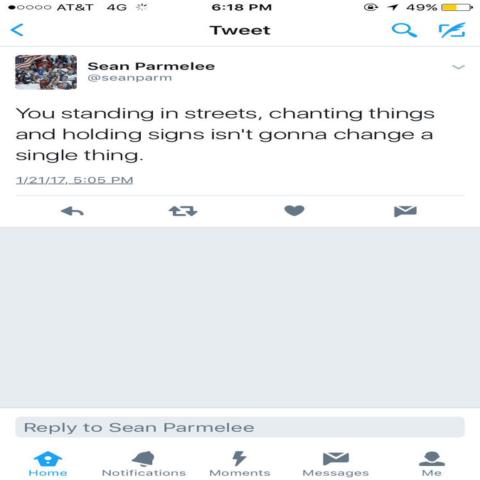 AT&T 4G 6:18 PM 49%
Tweet
Sean Parmelee
@seanparm
You standing in streets, chanting things
and holding signs isn't gonna change a
single thing.
1/21/17, 5:05 PM
Reply to Sean Parmelee
Home Notifications Moments Messages Me